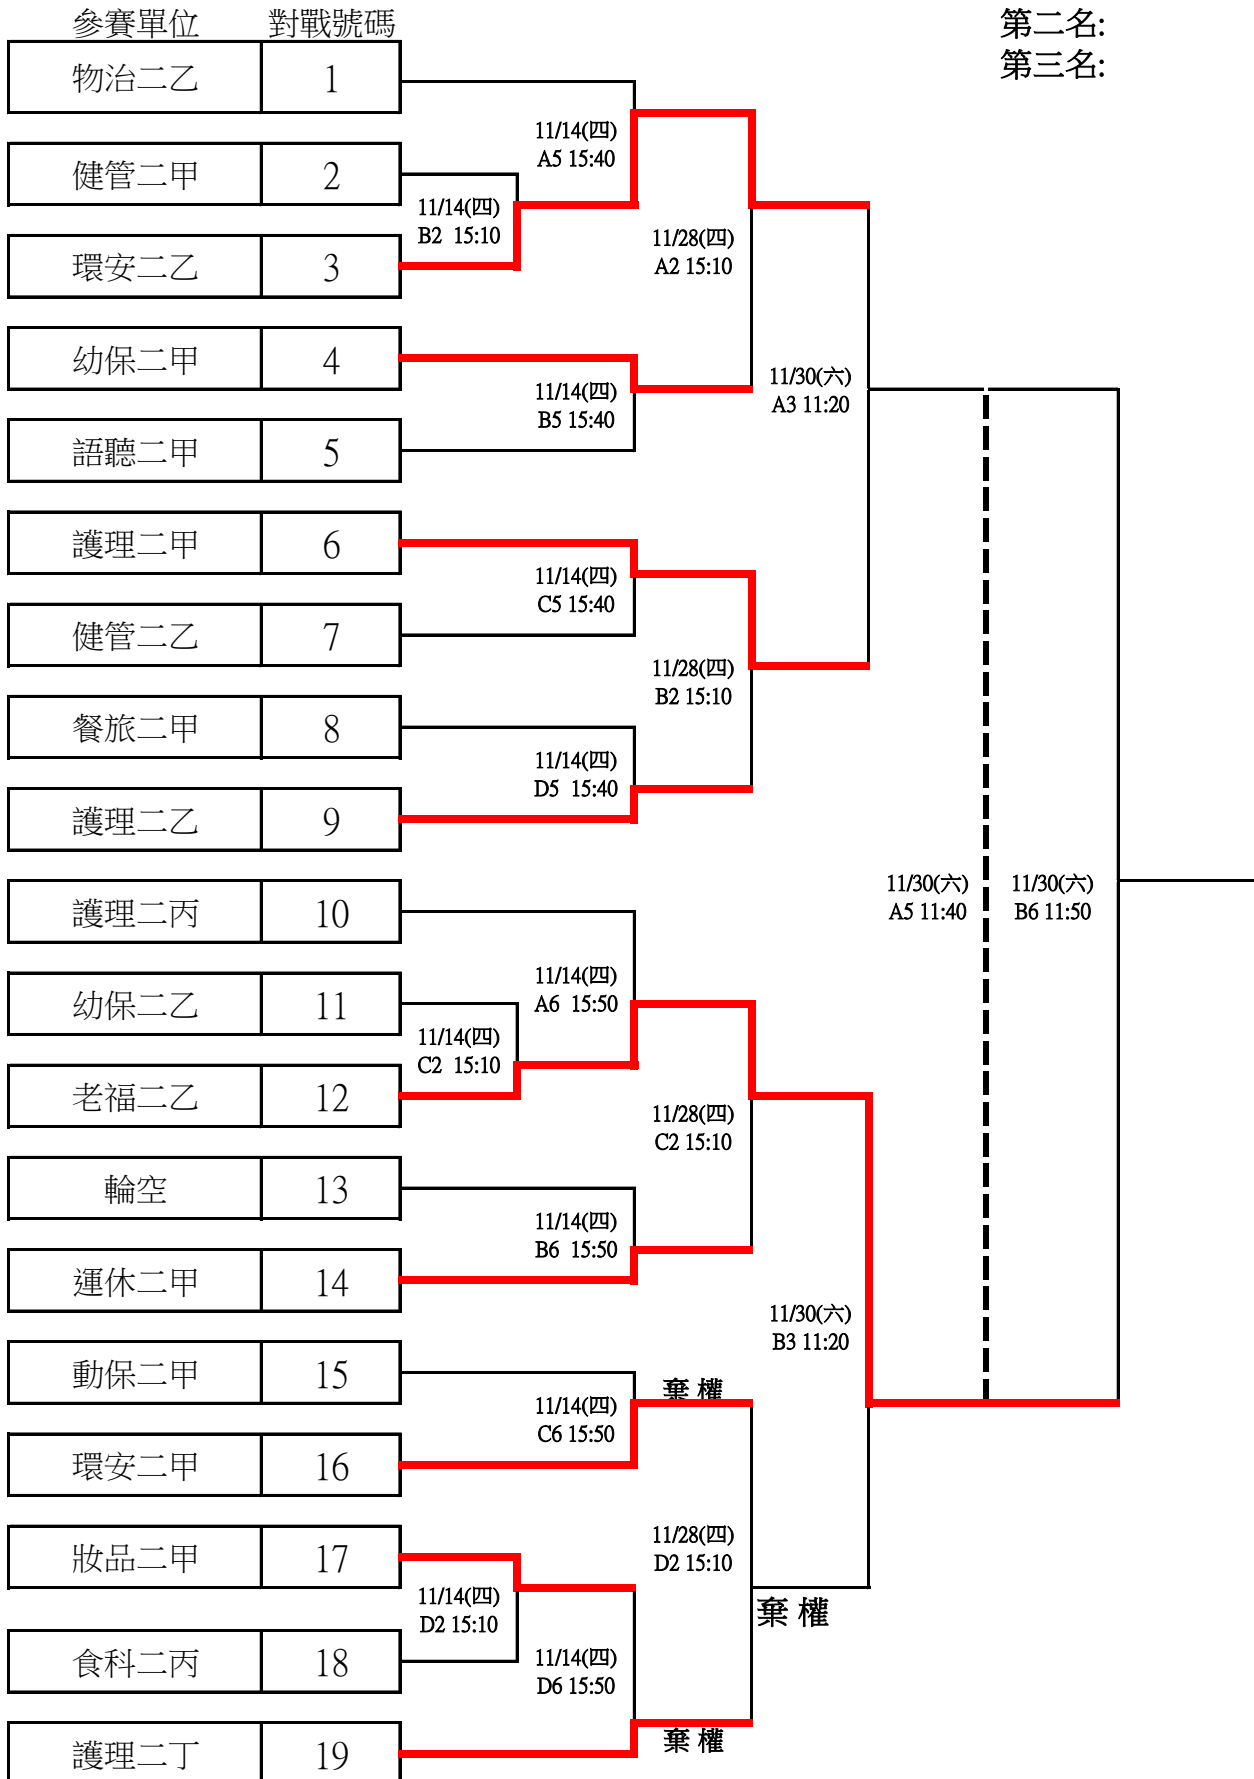 參賽單位 對戰號碼
第二名:
第三名:
物治二乙 1
11/14(四)
A5 15:40
健管二甲 2
11/14(四)
B2 15:10
11/28(四)
A2 15:10
環安二乙 3
幼保二甲 4
11/14(四)
B5 15:40
11/30(六)
A3 11:20
語聽二甲 5
護理二甲 6
11/14(四)
C5 15:40
健管二乙 7
11/28(四)
B2 15:10
餐旅二甲 8
11/14(四)
D5 15:40
護理二乙 9
11/30(六)
A5 11:40
11/30(六)
B6 11:50
護理二丙 10
11/14(四)
A6 15:50
幼保二乙 11
11/14(四)
C2 15:10
老福二乙 12
11/28(四)
C2 15:10
輪空 13
11/14(四)
B6 15:50
運休二甲 14
11/30(六)
B3 11:20
動保二甲 15
棄權
11/14(四)
C6 15:50
環安二甲 16
11/28(四)
D2 15:10
妝品二甲 17
11/14(四)
D2 15:10
棄權
食科二丙 18
11/14(四)
D6 15:50
棄權
護理二丁 19